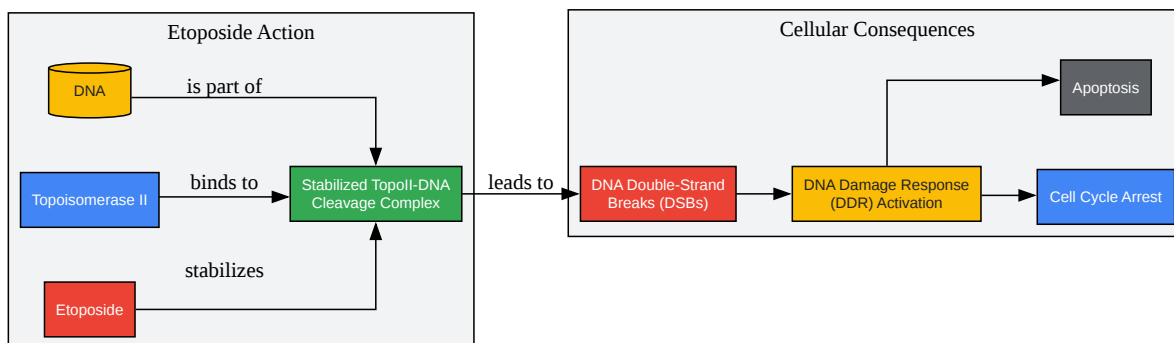 Etoposide Action
DNA
is part of
Topoisomerase II
binds to
Stabilized TopoII-DNA
Cleavage Complex
stabilizes
Etoposide
leads to
Cellular Consequences
DNA Double-Strand
Breaks (DSBs)
DNA Damage Response
(DDR) Activation
Apoptosis
Cell Cycle Arrest